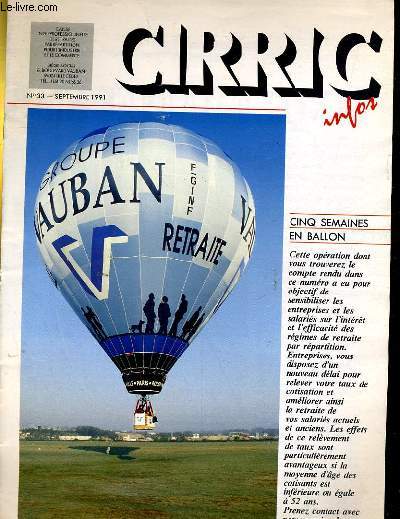 Le-livre.com
CIRRIC
infos
N° 33 — SEPTEMBRE 1991
GROUPE
VAUBAN
VA
FGINF
RETRAITE
PARIS
CINQ SEMAINES
EN BALLON
Cette opération dont
vous trouverez le
compte rendu dans
ce numéro a eu pour
objectif de
sensibiliser les
entreprises et les
salariés sur l'intérêt
et l'efficacité des
régimes de retraite
par répartition.
Entreprises, vous
disposez d'un
nouveau délai pour
relever votre taux de
cotisation et
améliorer ainsi
la retraite de
vos salariés actuels
et anciens. Les effets
de ce relèvement
de taux sont
particulièrement
avantageux si la
moyenne d'âge des
cotisants est
inférieure ou égale
à 52 ans.
Prenez contact avec